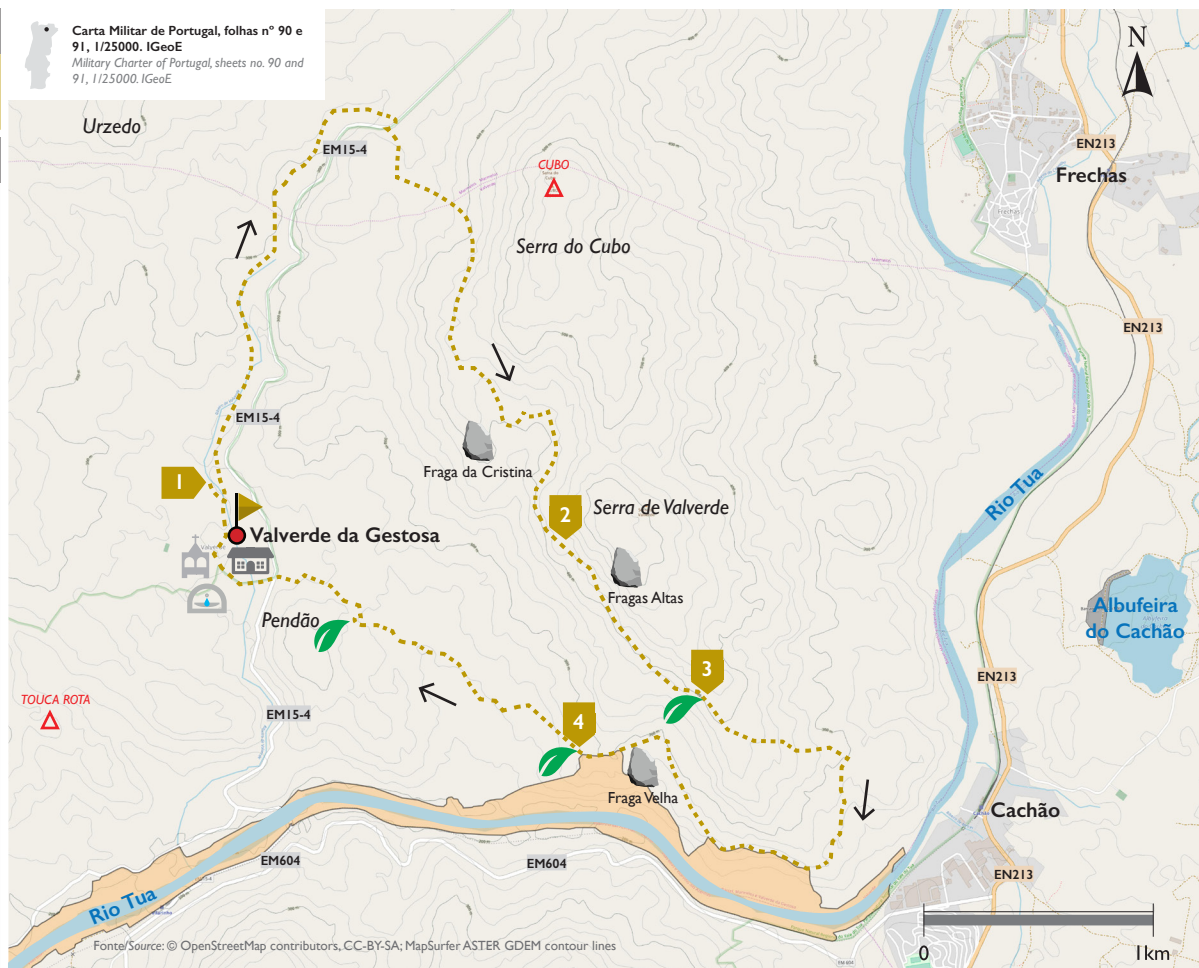 Carta Militar de Portugal, folhas nº 90 e
91, 1/25000. IGeoE
Military Charter of Portugal, sheets no. 90 and
91, 1/25000. IGeoE
N
Urzedo
EM15-4
EN213
CUBO
Frechas
Frechas
Serra do Cubo
EN213
EM15-4
Fraga da Cristina
1
Rio Tua
2
Serra de Valverde
Valverde da Gestosa
Valverde
Fragas Altas
Albufeira
do Cachão
Pendão
3
EN213
TOUCA ROTA
EM15-4
4
Fraga Velha
Cachão
EM604
EM604
EN213
Rio Tua
Fonte/Source: © OpenStreetMap contributors, CC-BY-SA; MapSurfer ASTER GDEM contour lines
EM 604
0
1km